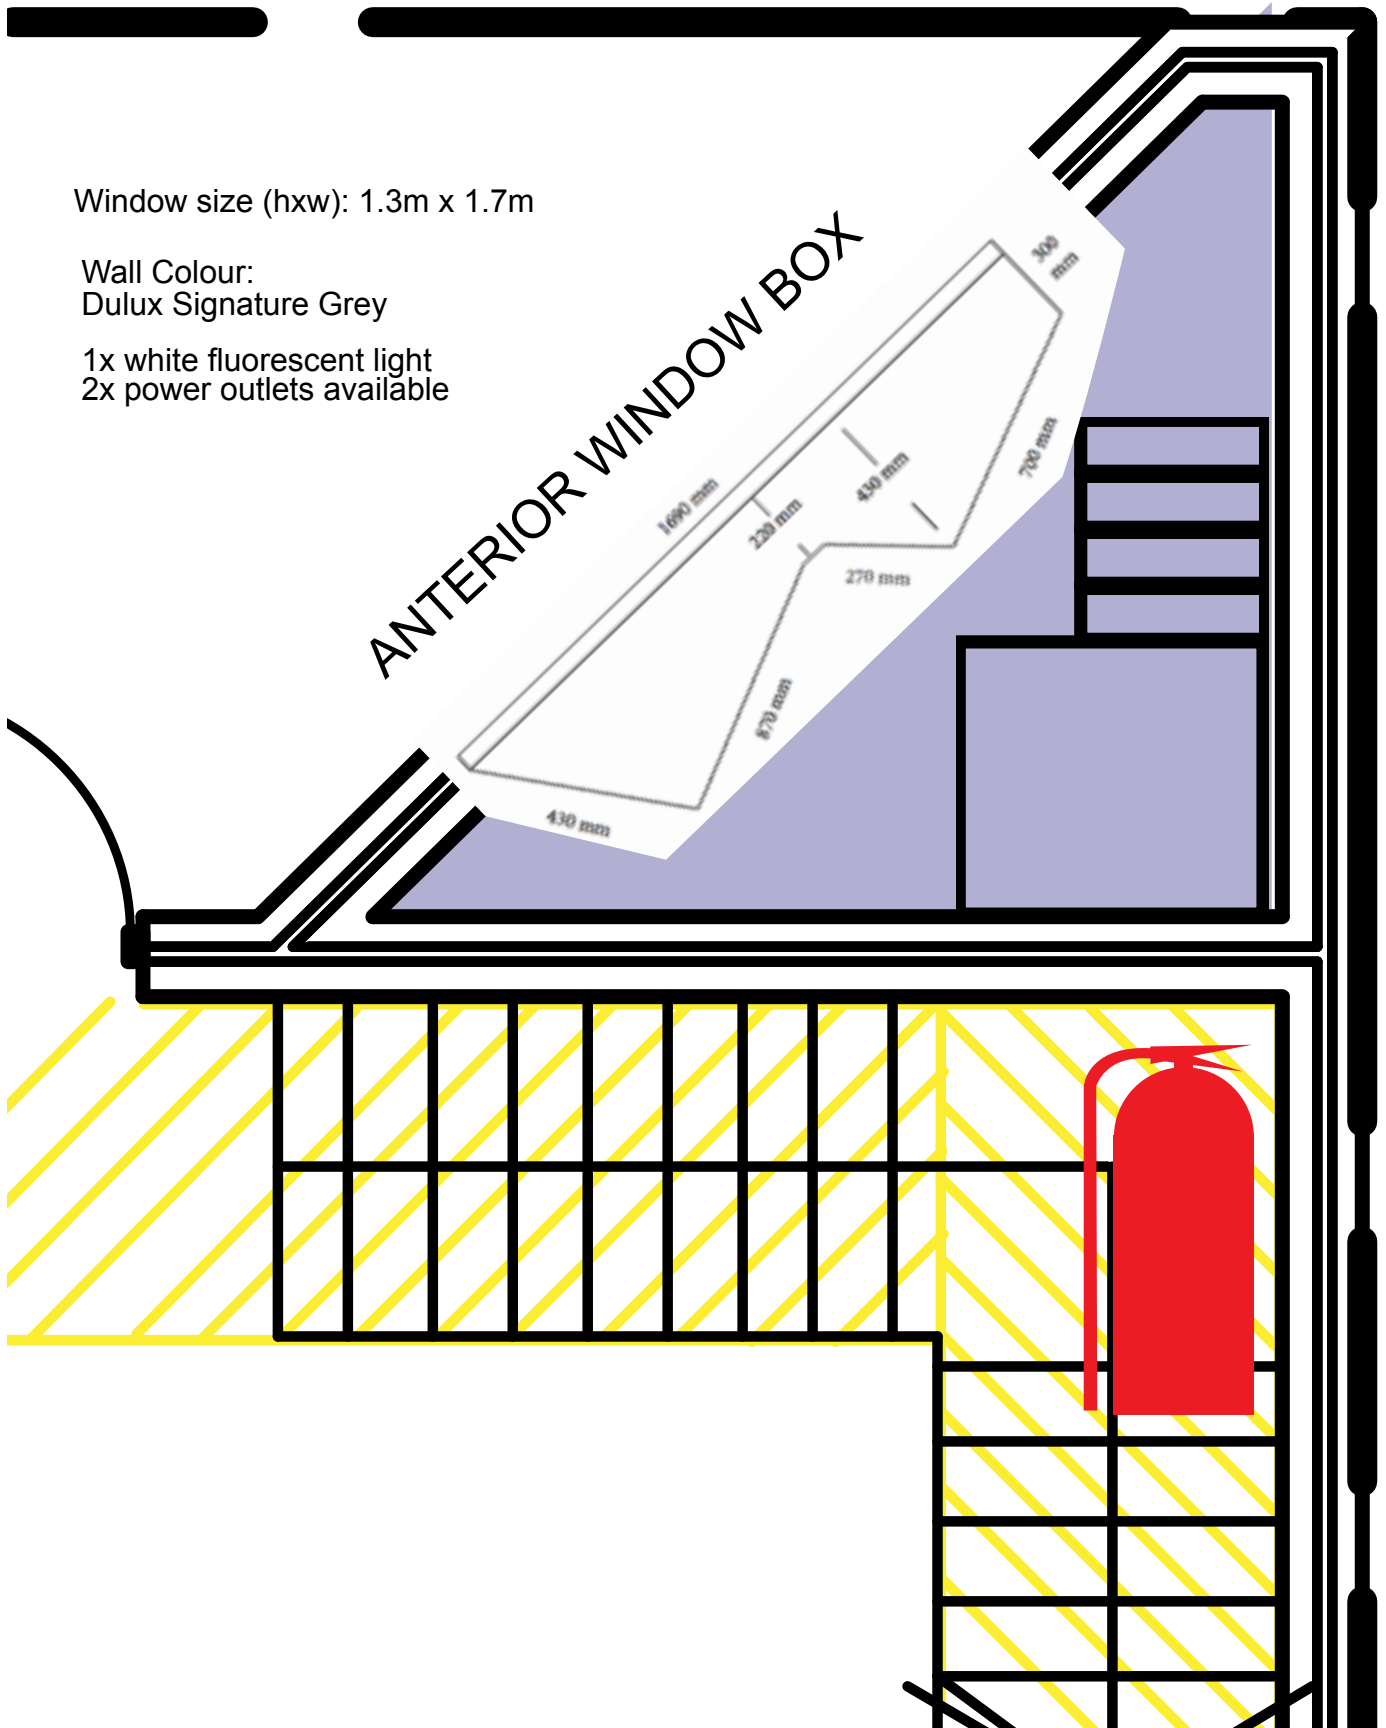 Window size (hxw): 1.3m x 1.7m
Wall Colour:
Dulux Signature Grey
1x white fluorescent light
2x power outlets available
ANTERIOR WINDOW BOX
300
mm
1690 mm
220 mm
430 mm
700 mm
270 mm
870 mm
430 mm